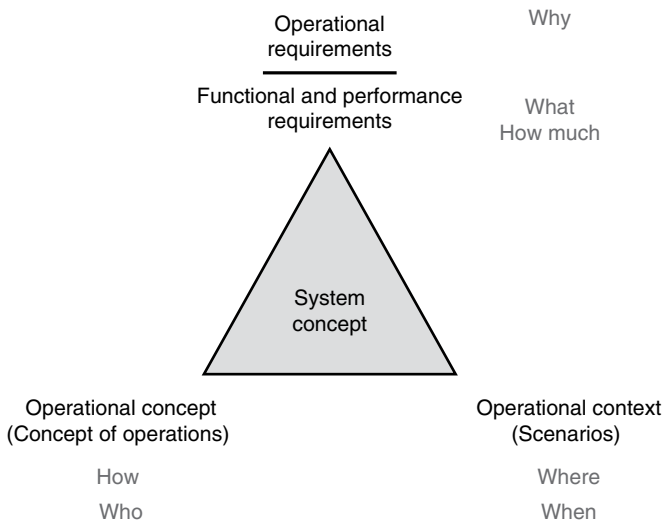 Operational
requirements
Why
Functional and performance
requirements
What
How much
System
concept
Operational concept
(Concept of operations)
How
Who
Operational context
(Scenarios)
Where
When